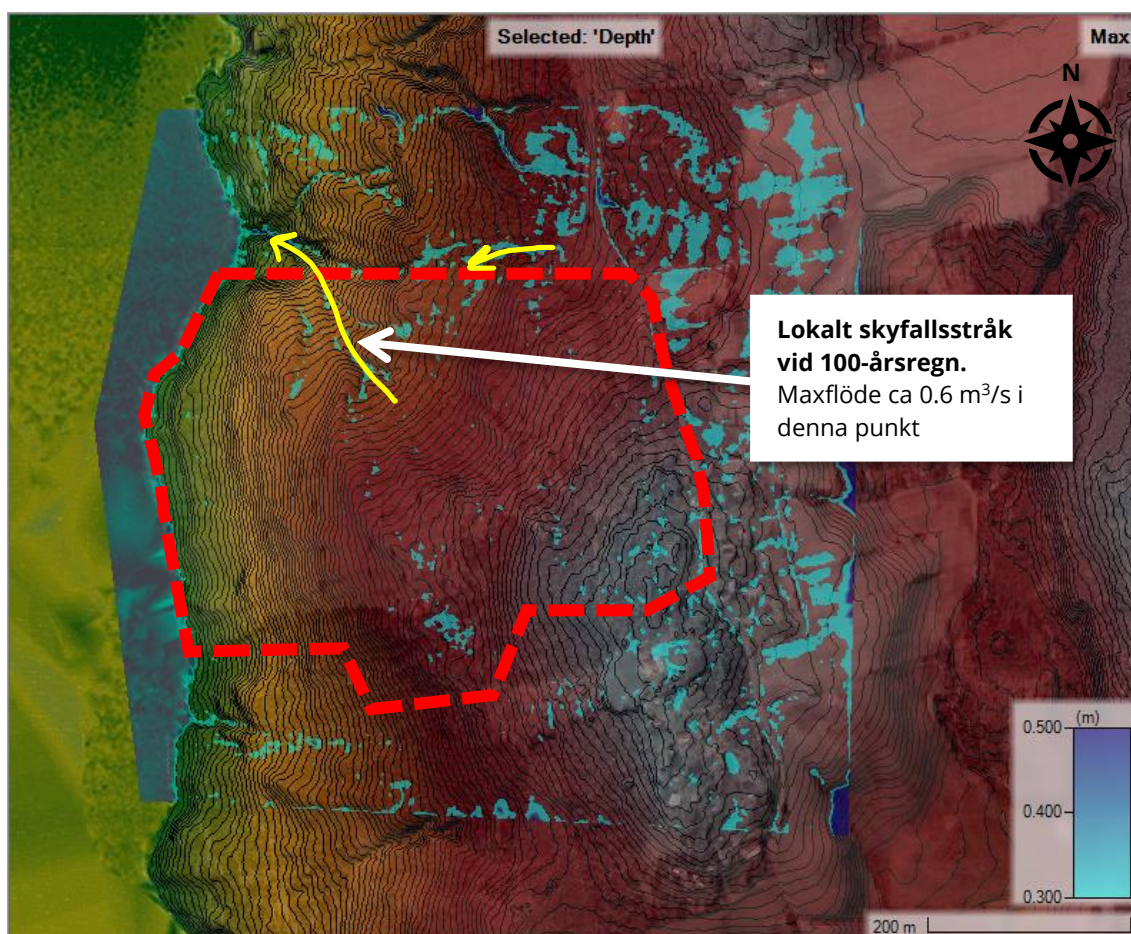 Selected: 'Depth'
Max
N
Lokalt skyfallsstråk
vid 100-årsregn.
Maxflöde ca 0.6 m³/s i
denna punkt
0.500 (m)
0.400
0.300
200 m